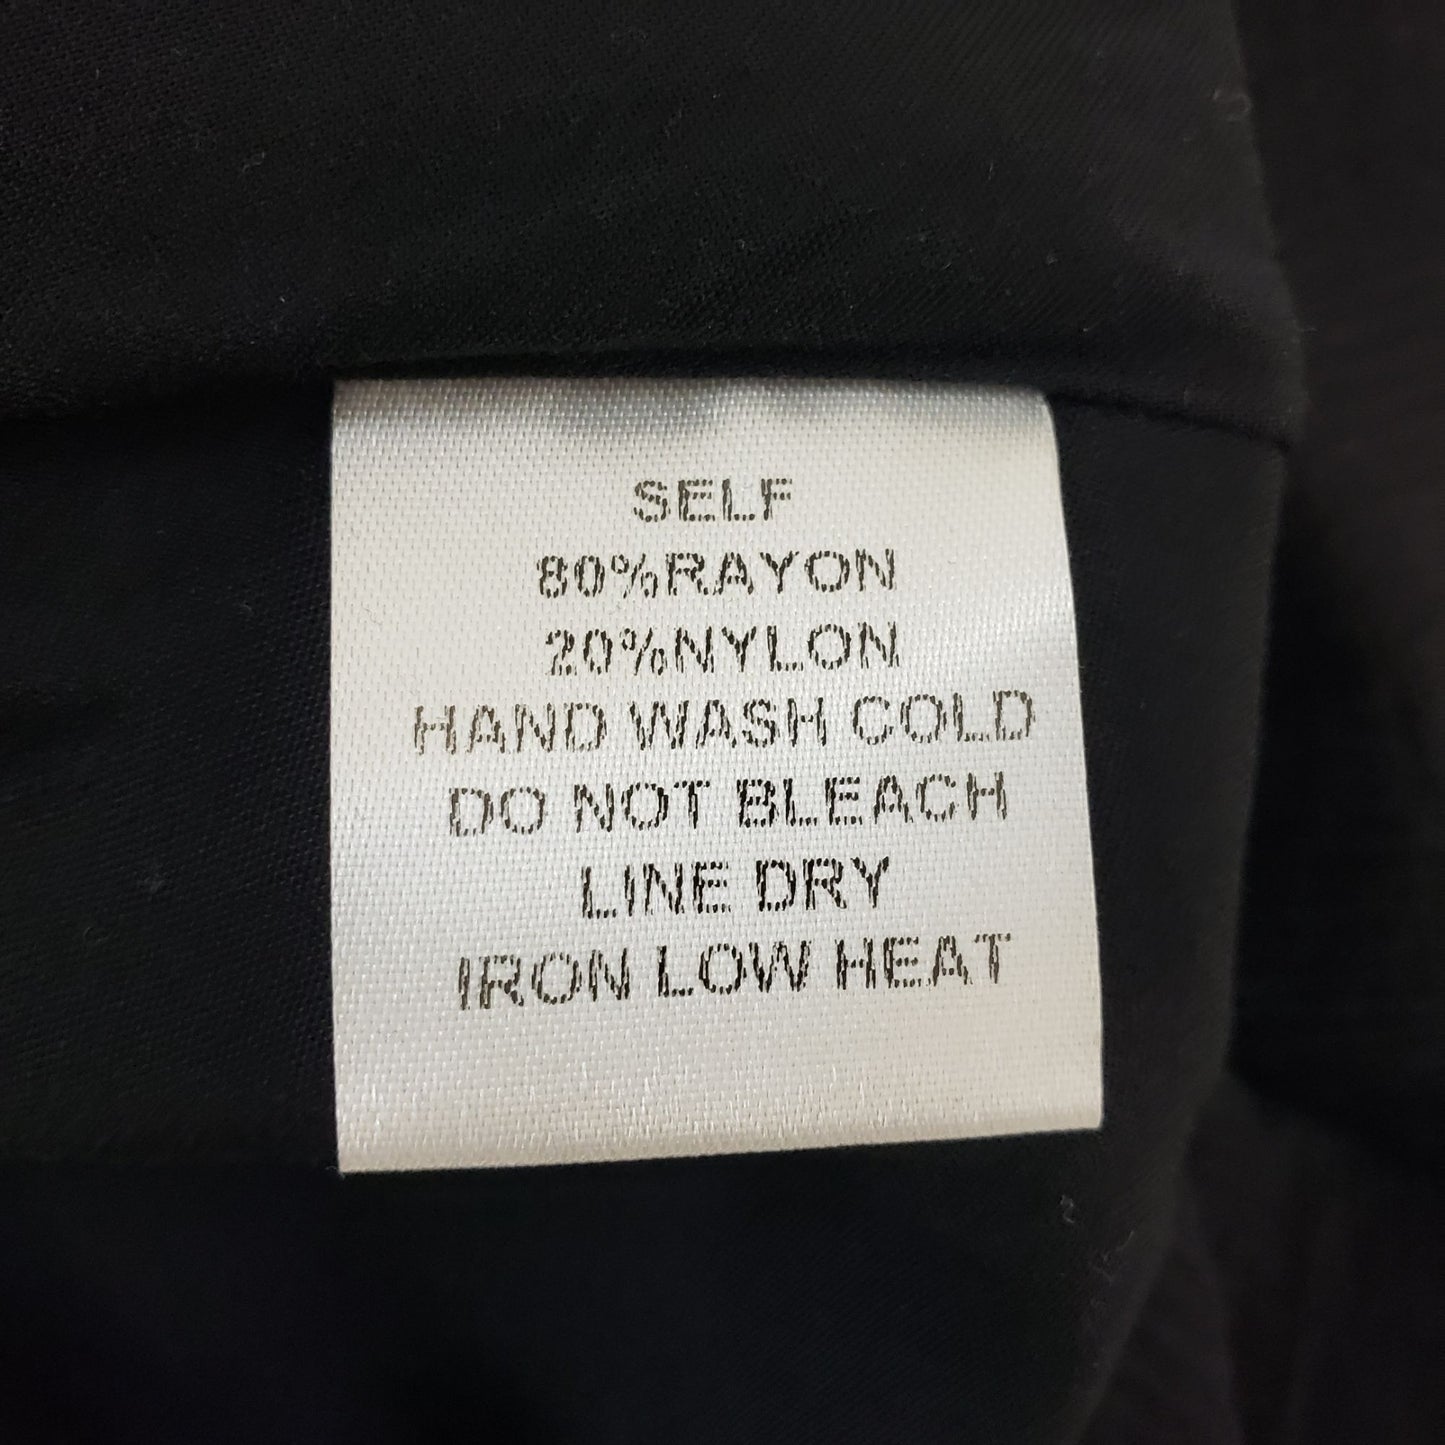 SELF
80%RAYON
20%NYLON
HAND WASH COLD
DO NOT BLEACH
LINE DRY
IRON LOW HEAT